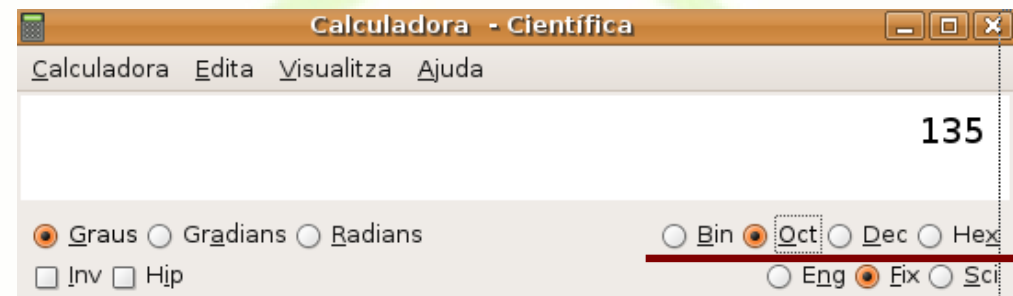 Calculadora - Científica
Calculadora Edita Visualitza Ajuda
135
Graus Gradians Radians Bin Oct Dec Hex
Inv Hip Eng Fix Sci